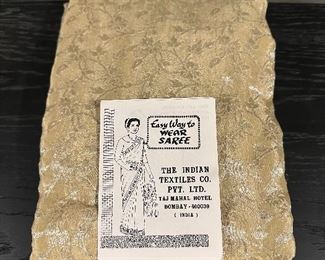 Easy Way to
WEAR
SAREE
THE INDIAN
TEXTILES CO.
PVT. LTD.
TAJ MAHAL HOTEL
BOMBAY-400039
( INDIA )